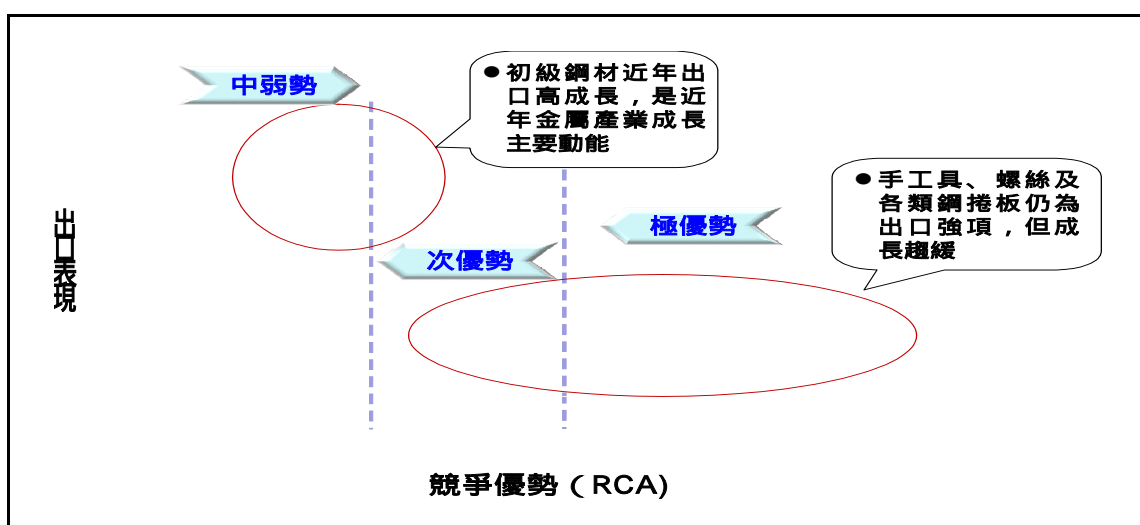 中弱勢
● 初級鋼材近年出
口高成長，是近
年金屬產業成長
主要動能
● 手工具、螺絲及
各類鋼捲板仍為
出口強項，但成
長趨緩
極優勢
次優勢
出口表現
競爭優勢（RCA)